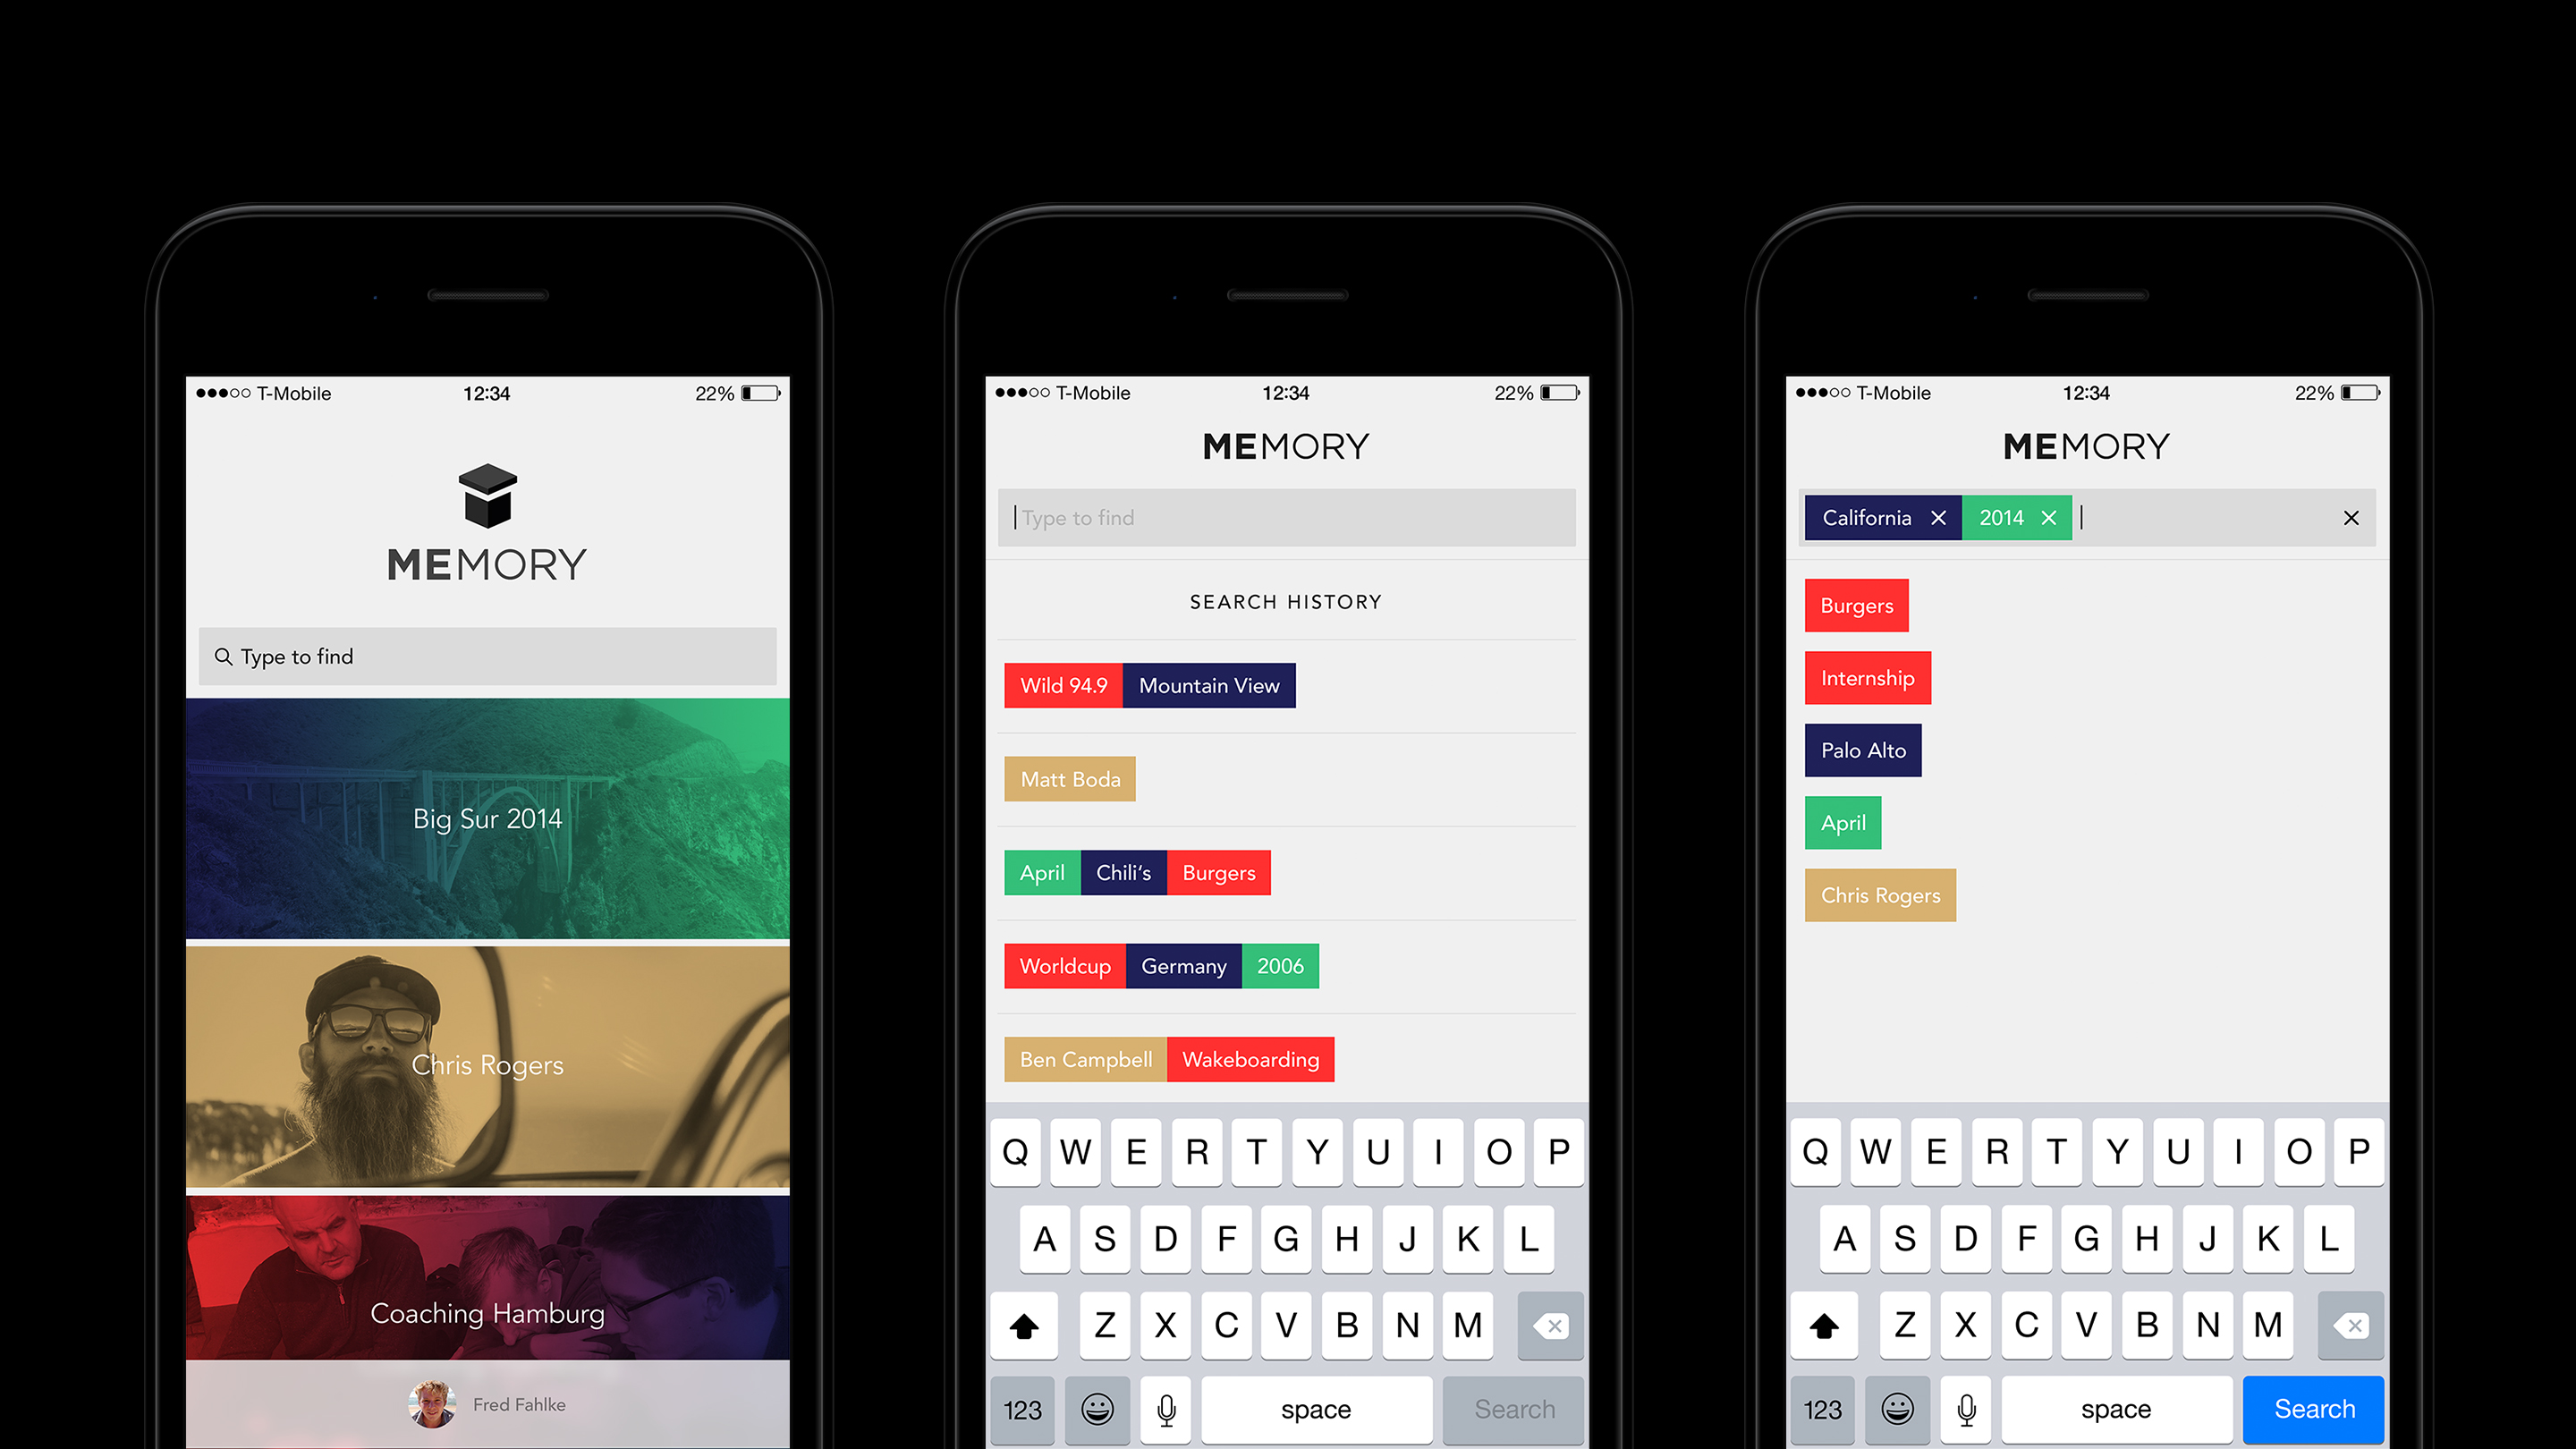 T-Mobile 12:34 22%
MEMORY
Type to find
Big Sur 2014
Chris Rogers
Coaching Hamburg
Fred Fahlke
T-Mobile 12:34 22%
MEMORY
Type to find
SEARCH HISTORY
Wild 94.9 Mountain View
Matt Boda
April Chili's Burgers
Worldcup Germany 2006
Ben Campbell Wakeboarding
Q W E R T Y U I O P
A S D F G H J K L
Z X C V B N M
123 space Search
T-Mobile 12:34 22%
MEMORY
California 2014
Burgers
Internship
Palo Alto
April
Chris Rogers
Q W E R T Y U I O P
A S D F G H J K L
Z X C V B N M
123 space Search